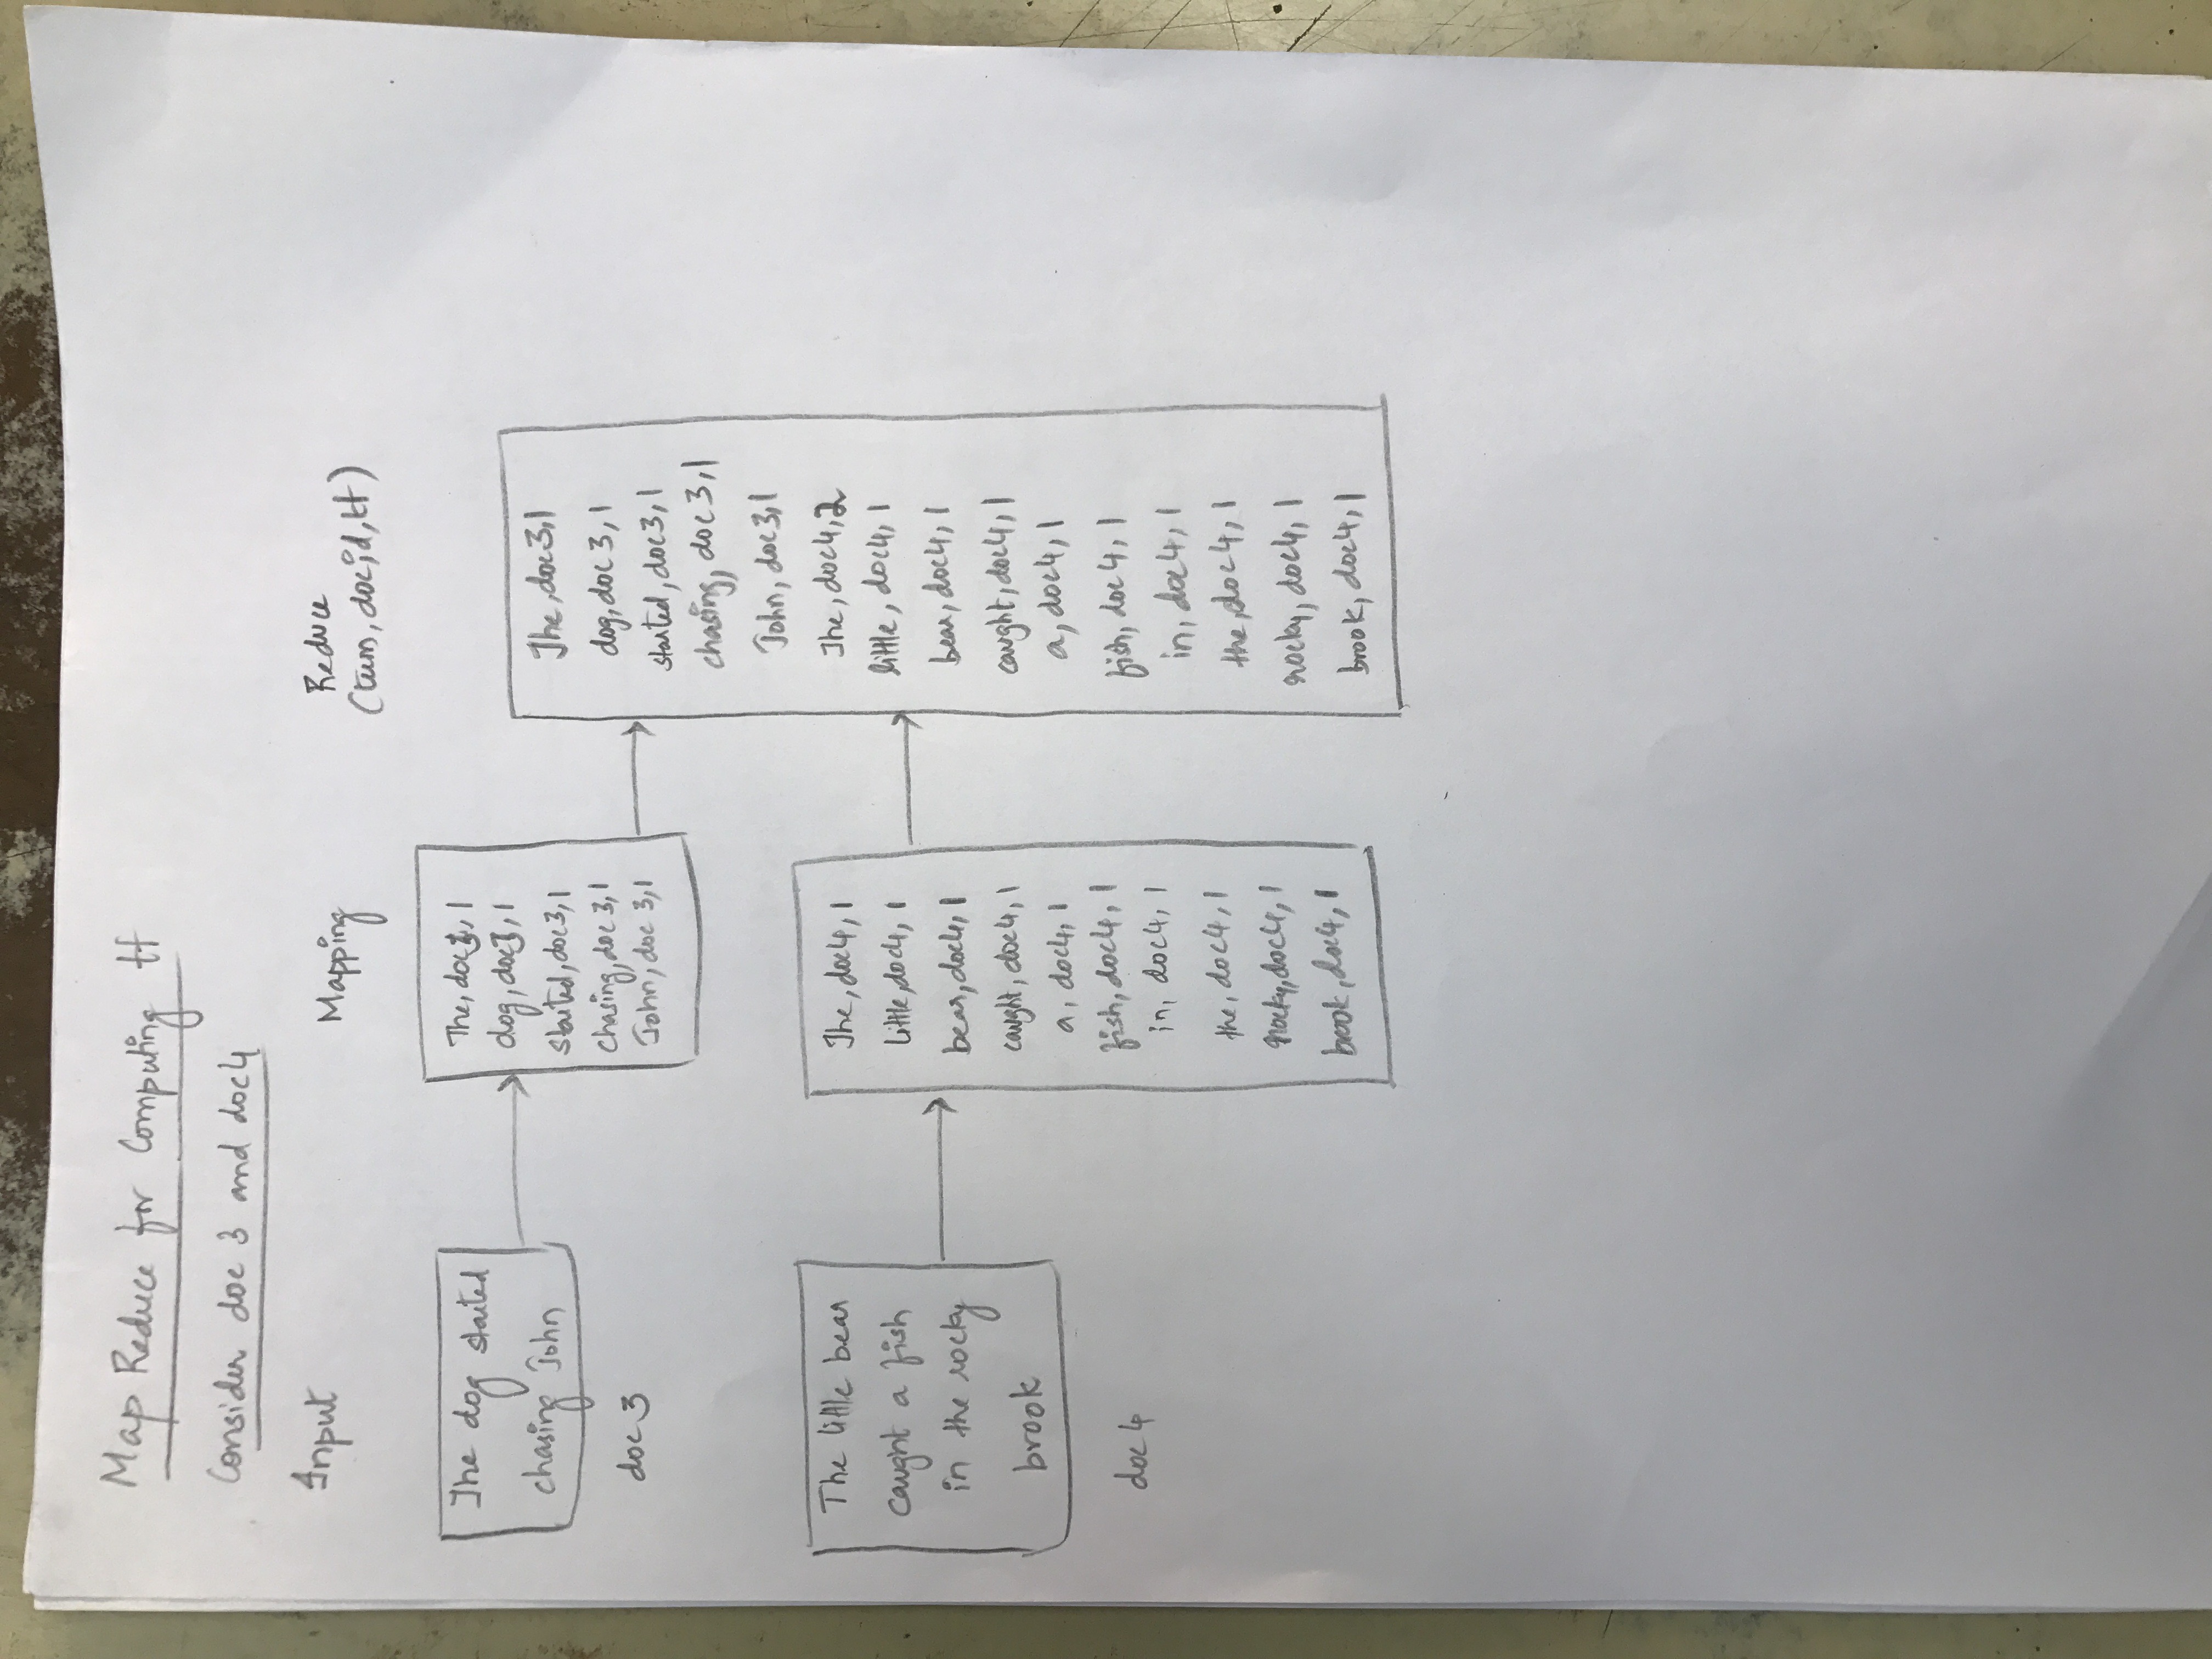 Map Reduce for Computing tf
Consider doc 3 and doc4
Input
Mapping
Reduce
(term, docid, tf)
The dog started
chasing John
doc 3
The, doc3, 1
dog, doc3, 1
started, doc3, 1
chasing, doc 3, 1
John, doc 3, 1
The little bear
caught a fish
in the rocky
brook
doc 4
The, doc4, 1
little, doc4, 1
bear, doc4, 1
caught, doc4, 1
a, doc4, 1
fish, doc4, 1
in, doc4, 1
the, doc4, 1
rocky, doc4, 1
brook, doc4, 1
The, doc3, 1
dog, doc 3, 1
started, doc3, 1
chasing, doc 3, 1
John, doc3, 1
The, doc4, 2
little, doc4, 1
bear, doc4, 1
caught, doc4, 1
a, doc4, 1
fish, doc 4, 1
in, doc4, 1
the, doc4, 1
rocky, doc4, 1
brook, doc4, 1